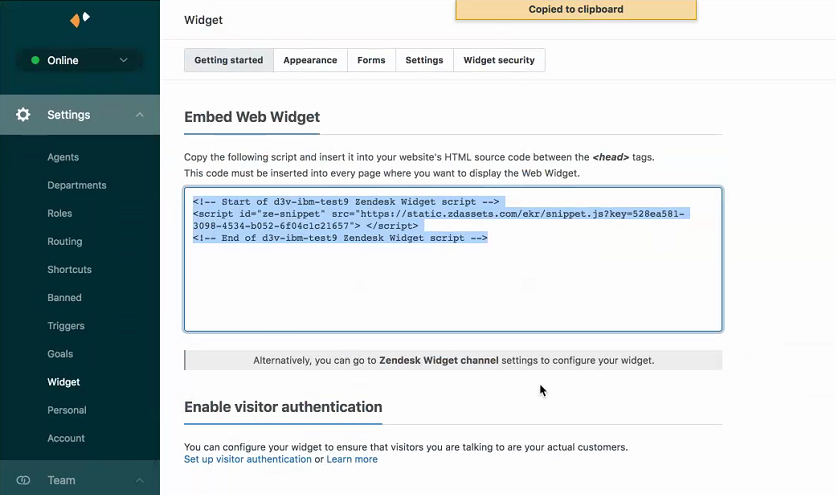 Copied to clipboard
Widget
Online
Getting started
Appearance
Forms
Settings
Widget security
Settings
Agents
Departments
Roles
Routing
Shortcuts
Banned
Triggers
Goals
Widget
Personal
Account
Team
Embed Web Widget
Copy the following script and insert it into your website's HTML source code between the <head> tags.
This code must be inserted into every page where you want to display the Web Widget.
<!-- Start of d3v-ibm-test9 Zendesk Widget script -->
<script id="ze-snippet" src="https://static.zdassets.com/ekr/snippet.js?key=528ea581-
3098-4534-b052-6f04c1c21657"> </script>
<!-- End of d3v-ibm-test9 Zendesk Widget script -->
Alternatively, you can go to Zendesk Widget channel settings to configure your widget.
Enable visitor authentication
You can configure your widget to ensure that visitors you are talking to are your actual customers.
Set up visitor authentication or Learn more